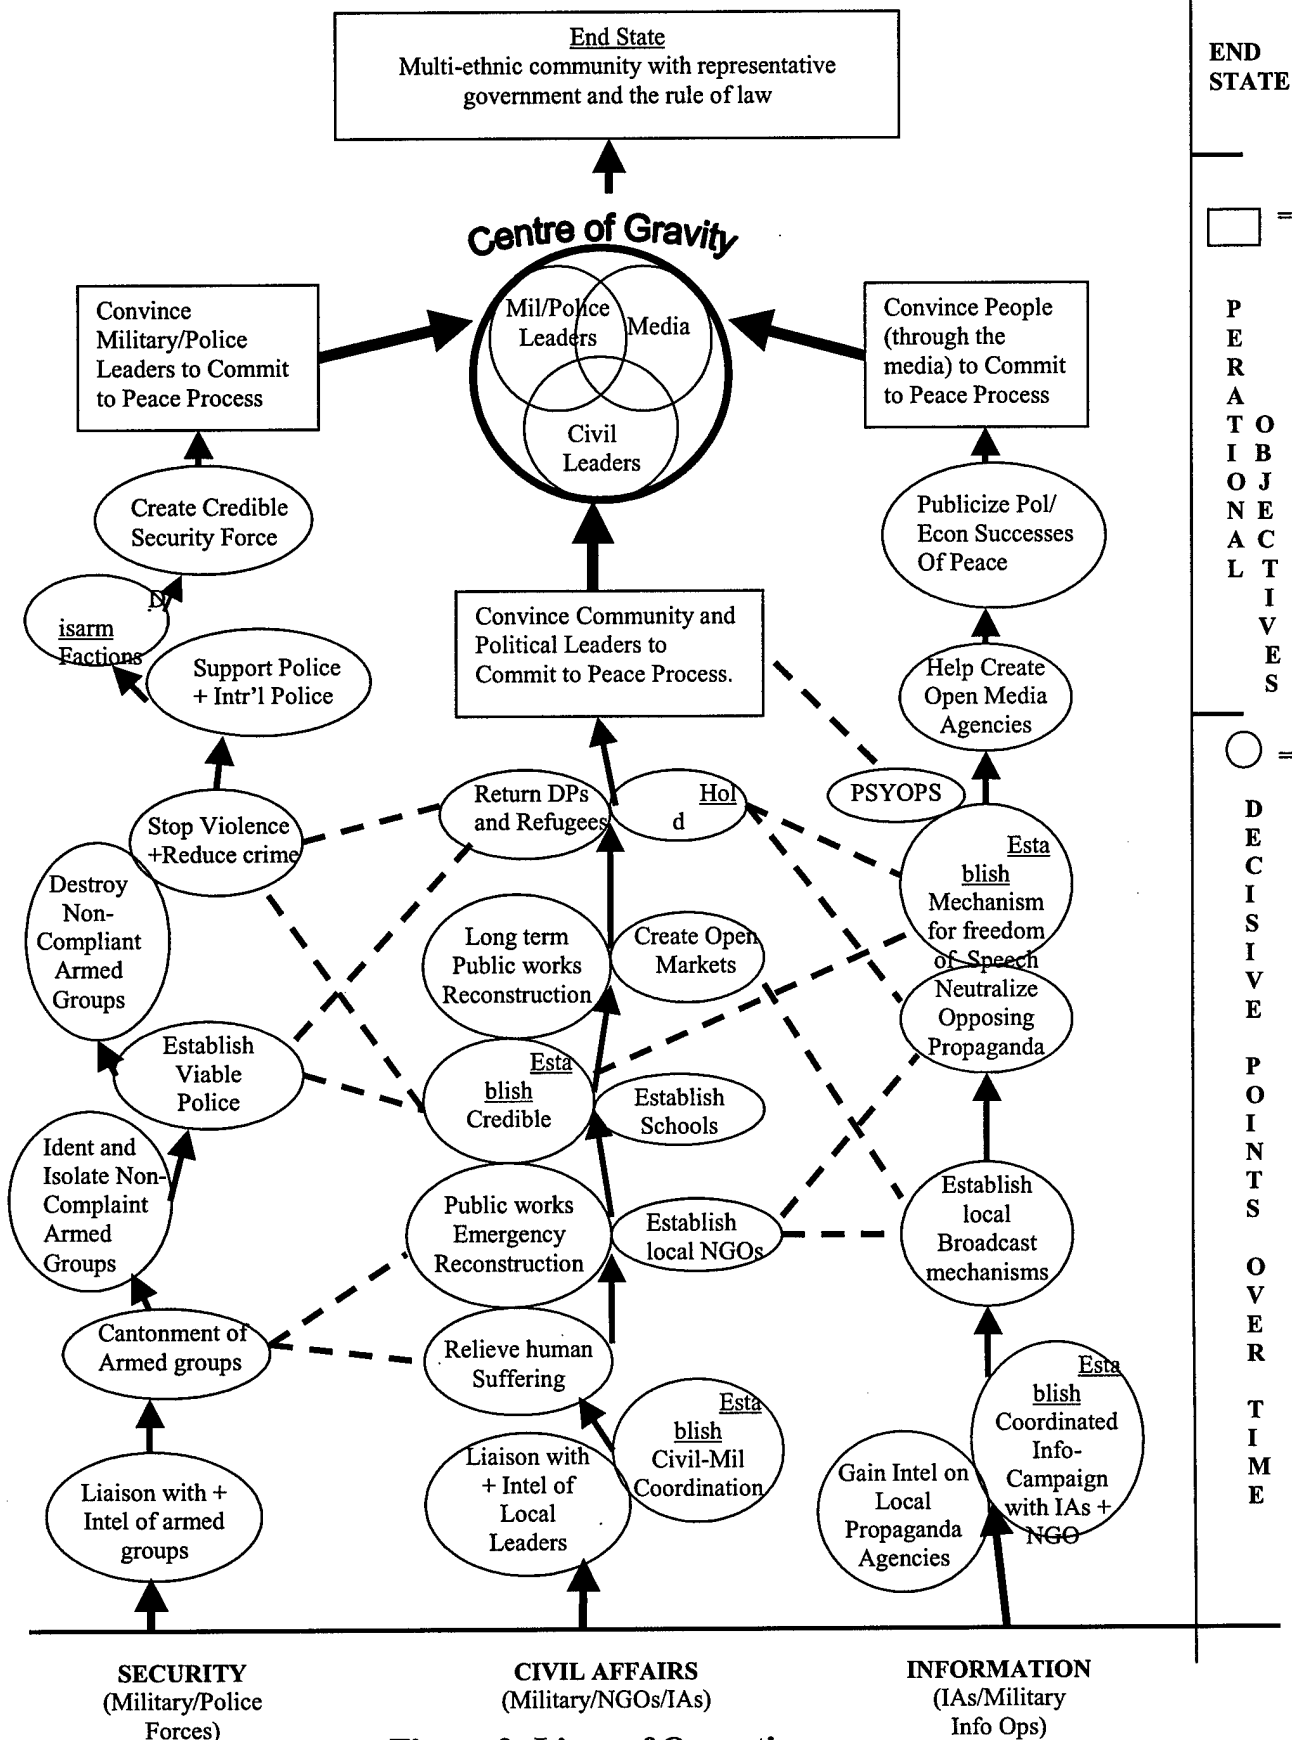 End State
Multi-ethnic community with representative
government and the rule of law
END
STATE
Centre of Gravity
Mil/Police
Leaders
Media
Civil
Leaders
Convince
Military/Police
Leaders to Commit
to Peace Process
Convince People
(through the
media) to Commit
to Peace Process
=
PERATIONAL
OBJECTIVES
Create Credible
Security Force
D
isarm
Factions
Support Police
+ Intr'l Police
Stop Violence
+Reduce crime
Destroy
Non-
Compliant
Armed
Groups
Establish
Viable
Police
Ident and
Isolate Non-
Complaint
Armed
Groups
Cantonment of
Armed groups
Liaison with +
Intel of armed
groups
Convince Community and
Political Leaders to
Commit to Peace Process.
Return DPs
and Refugees
Hol
d
Long term
Public works
Reconstruction
Create Open
Markets
Esta
blish
Credible
Establish
Schools
Public works
Emergency
Reconstruction
Establish
local NGOs
Relieve human
Suffering
Esta
blish
Civil-Mil
Coordination
Liaison with
+ Intel of
Local
Leaders
Publicize Pol/
Econ Successes
Of Peace
Help Create
Open Media
Agencies
PSYOPS
Esta
blish
Mechanism
for freedom
of Speech
Neutralize
Opposing
Propaganda
Establish
local
Broadcast
mechanisms
Esta
blish
Coordinated
Info-
Campaign
with IAs +
NGO
Gain Intel on
Local
Propaganda
Agencies
=
DECISIVE POINTS OVER TIME
SECURITY
(Military/Police
Forces)
CIVIL AFFAIRS
(Military/NGOs/IAs)
INFORMATION
(IAs/Military
Info Ops)